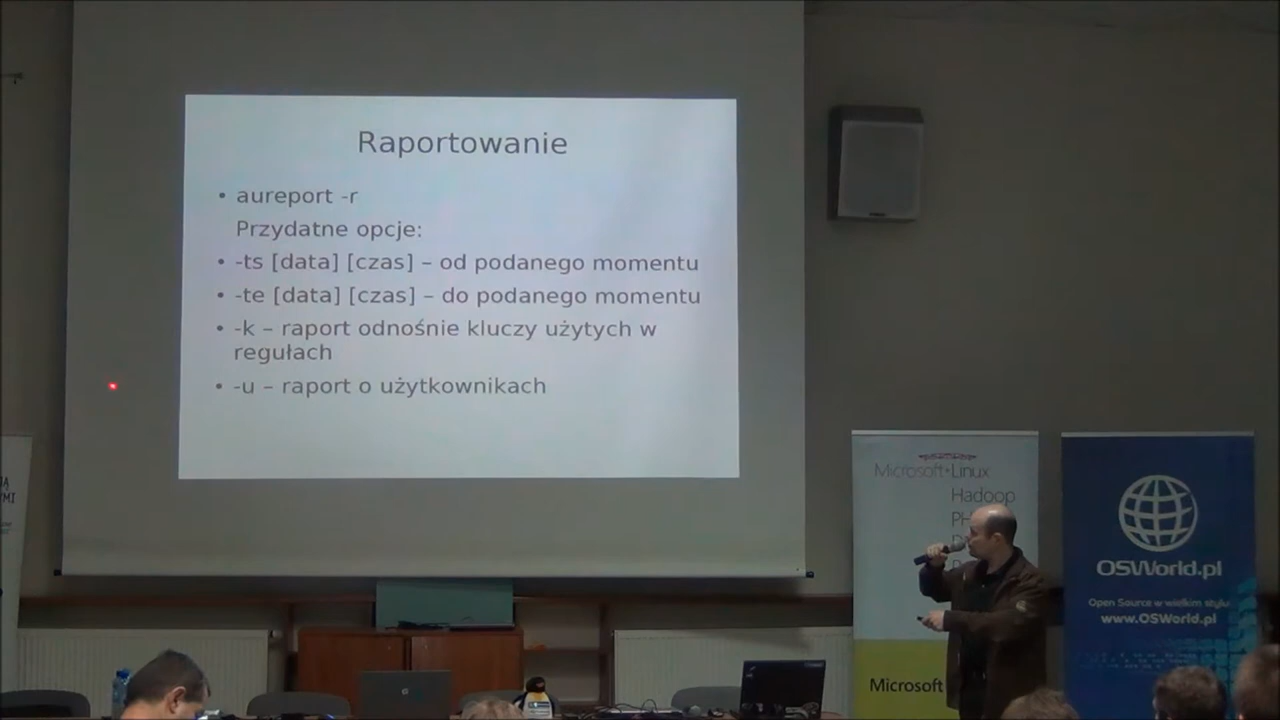 Raportowanie
• aureport -r
Przydatne opcje:
• -ts [data] [czas] – od podanego momentu
• -te [data] [czas] – do podanego momentu
• -k – raport odnośnie kluczy użytych w
regułach
• -u – raport o użytkownikach
Microsoft+Linux
Hadoop
Microsoft
OSWorld.pl
Open Source w wielkim stylu
www.OSWorld.pl